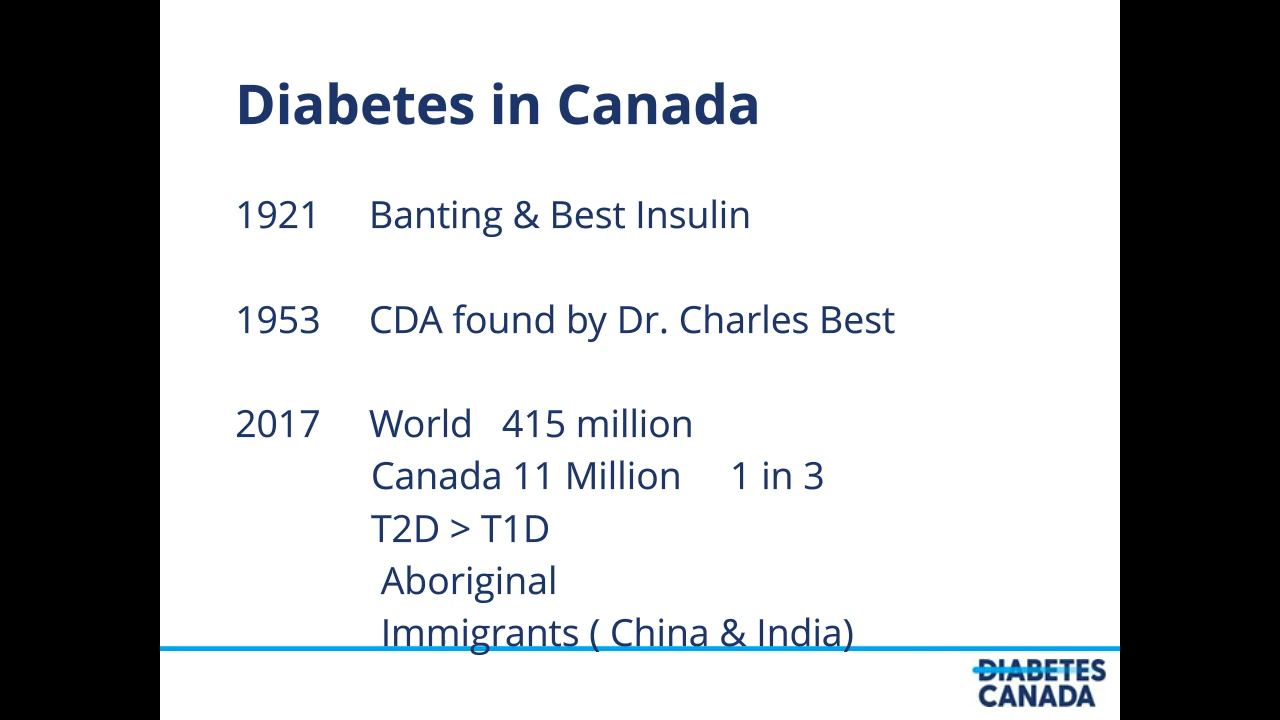 Diabetes in Canada
1921 Banting & Best Insulin
1953 CDA found by Dr. Charles Best
2017 World 415 million
Canada 11 Million 1 in 3
T2D > T1D
Aboriginal
Immigrants ( China & India)
DIABETES
CANADA